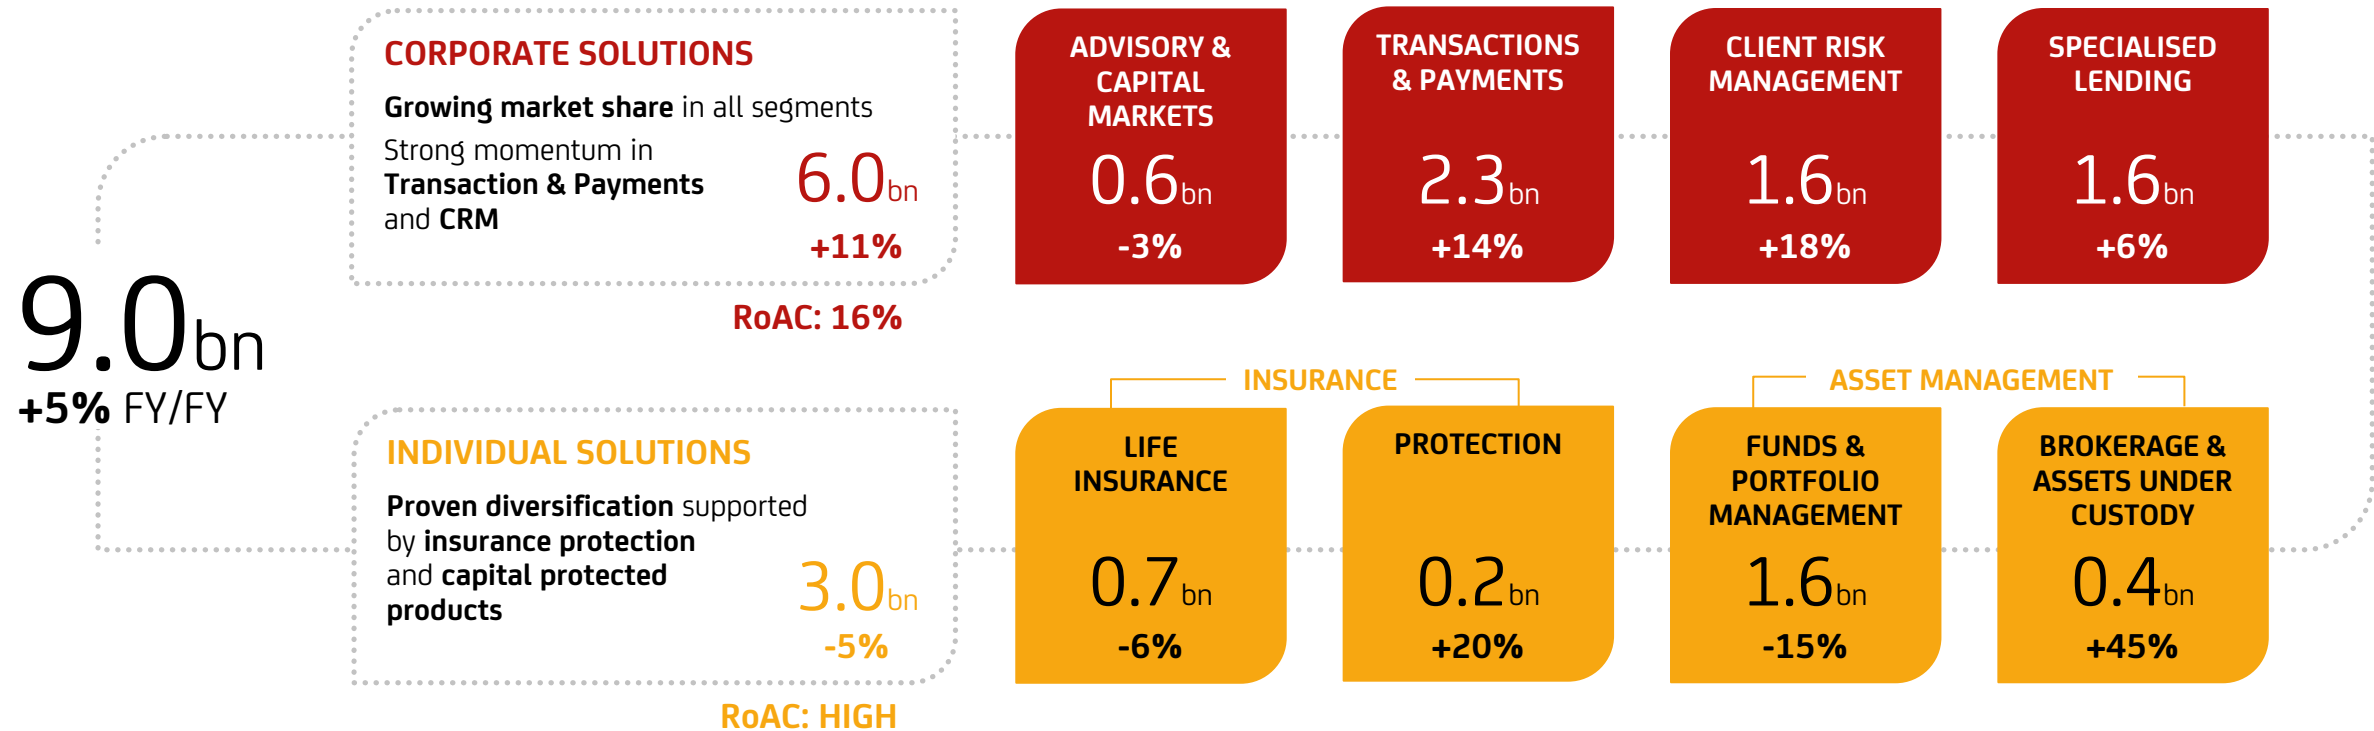 9.0bn
+5% FY/FY
CORPORATE SOLUTIONS
Growing market share in all segments
Strong momentum in
Transaction & Payments
and CRM
6.0bn
+11%
RoAC: 16%
ADVISORY &
CAPITAL
MARKETS
0.6bn
-3%
TRANSACTIONS
& PAYMENTS
2.3bn
+14%
CLIENT RISK
MANAGEMENT
1.6bn
+18%
SPECIALISED
LENDING
1.6bn
+6%
INDIVIDUAL SOLUTIONS
Proven diversification supported
by insurance protection
and capital protected
products
3.0bn
-5%
RoAC: HIGH
INSURANCE
LIFE
INSURANCE
0.7bn
-6%
PROTECTION
0.2bn
+20%
ASSET MANAGEMENT
FUNDS &
PORTFOLIO
MANAGEMENT
1.6bn
-15%
BROKERAGE &
ASSETS UNDER
CUSTODY
0.4bn
+45%